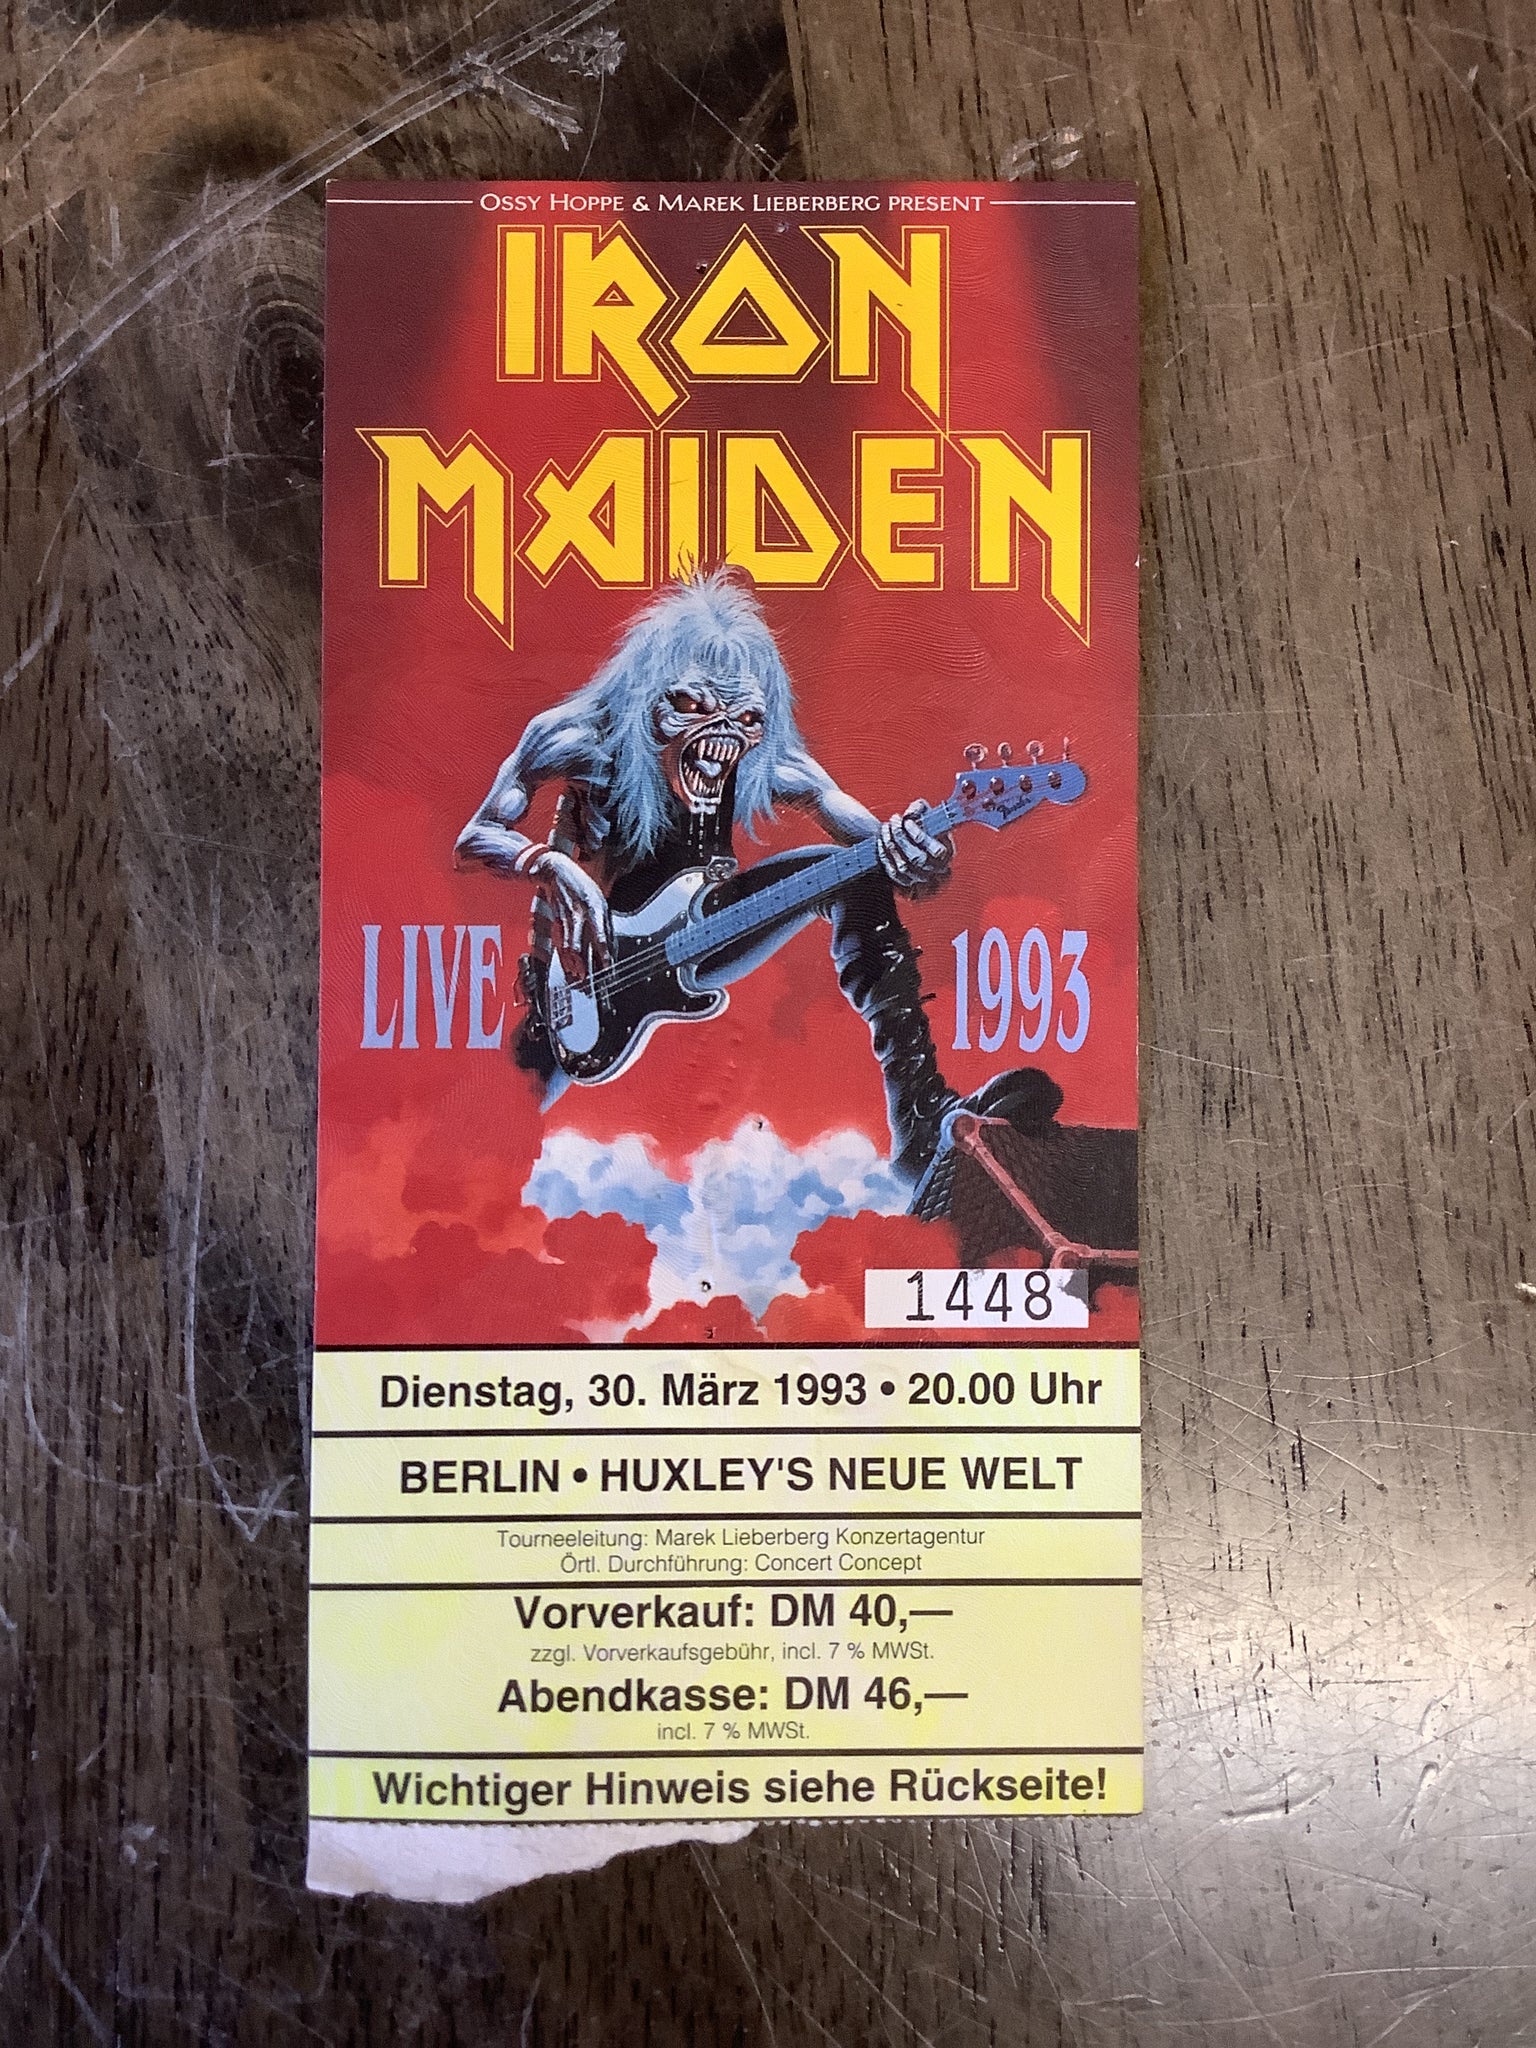 OSSY HOPPE & MAREK LIEBERBERG PRESENT
IRON
MAIDEN
Fender
LIVE 1993
1448
Dienstag, 30. März 1993 • 20.00 Uhr
BERLIN • HUXLEY'S NEUE WELT
Tourneeleitung: Marek Lieberberg Konzertagentur
Örtl. Durchführung: Concert Concept
Vorverkauf: DM 40,—
zzgl. Vorverkaufsgebühr, incl. 7 % MWSt.
Abendkasse: DM 46,—
incl. 7 % MWSt.
Wichtiger Hinweis siehe Rückseite!